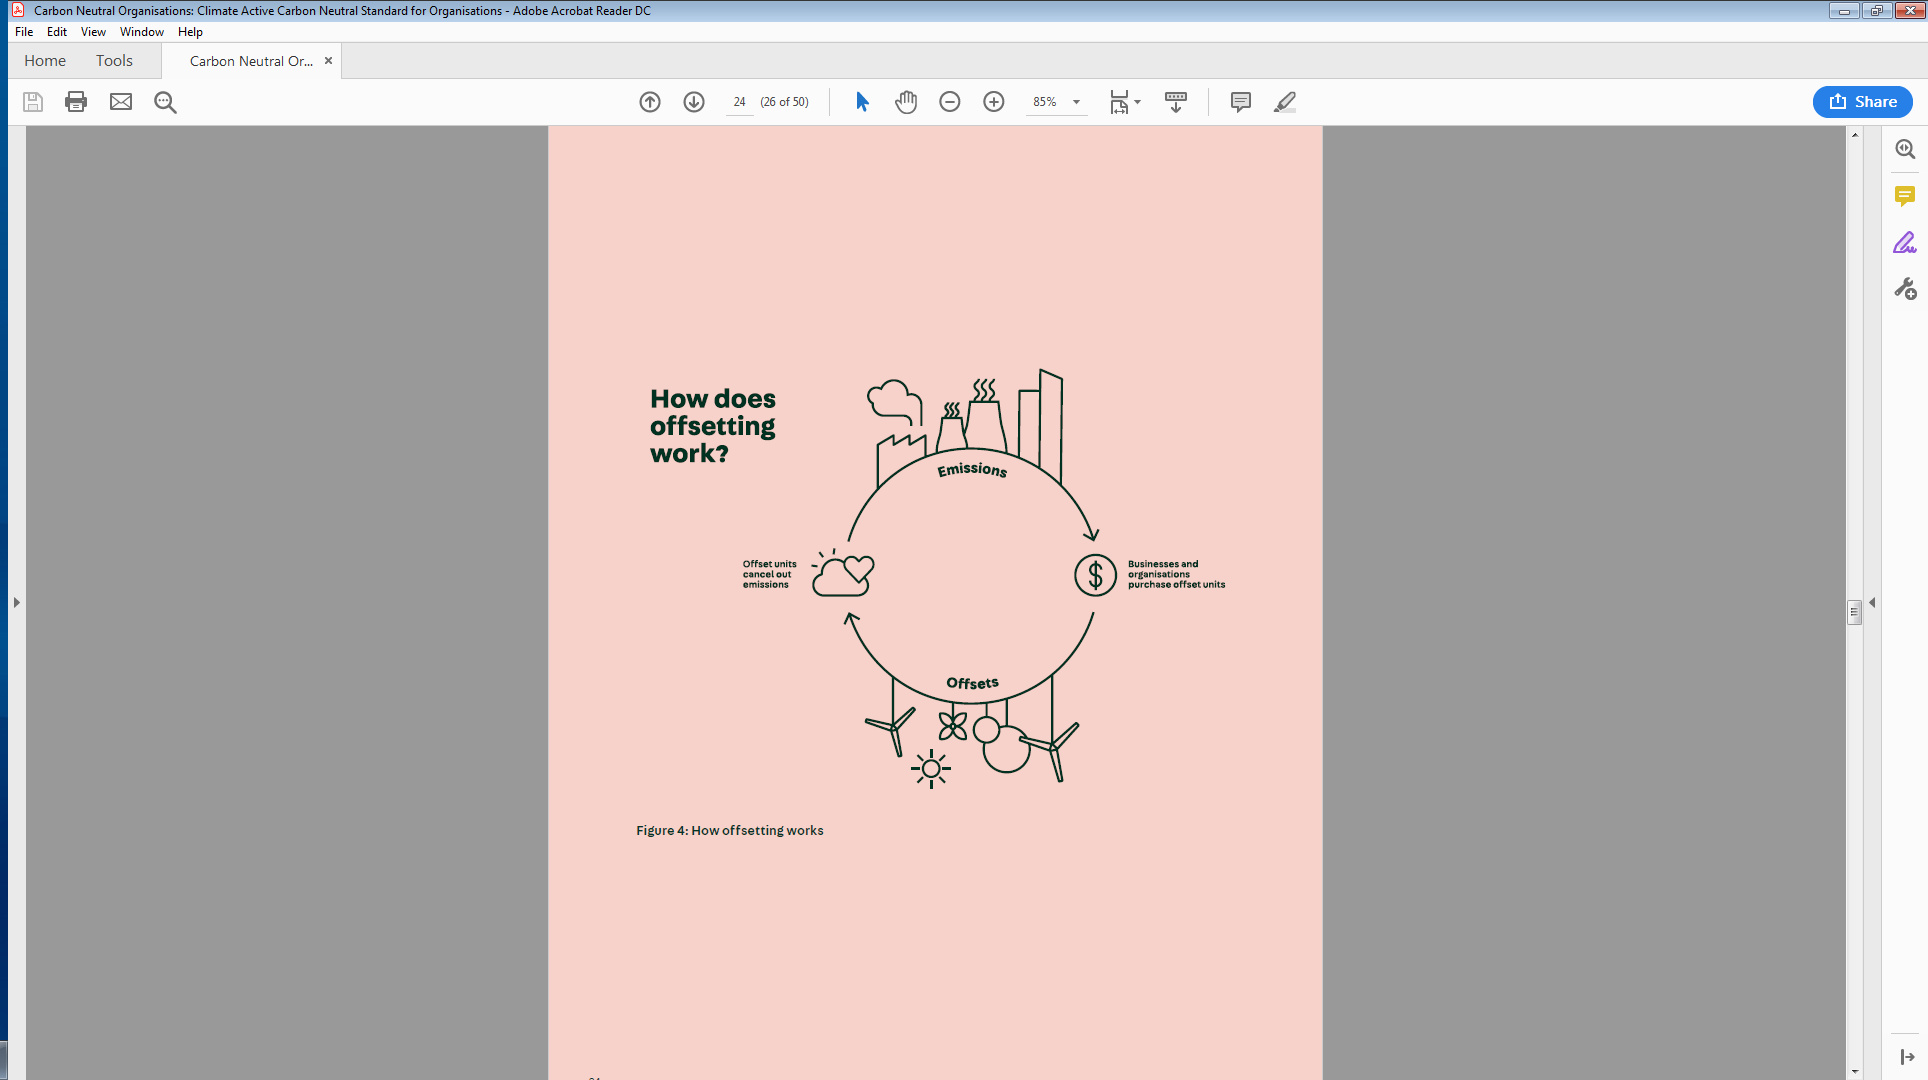 Carbon Neutral Organisations: Climate Active Carbon Neutral Standard for Organisations - Adobe Acrobat Reader DC
File Edit View Window Help
Home Tools Carbon Neutral Or... ×
24 (26 of 50) 85% Share
How does
offsetting
work?
Emissions
Offset units
cancel out
emissions
$
Businesses and
organisations
purchase offset units
Offsets
Figure 4: How offsetting works